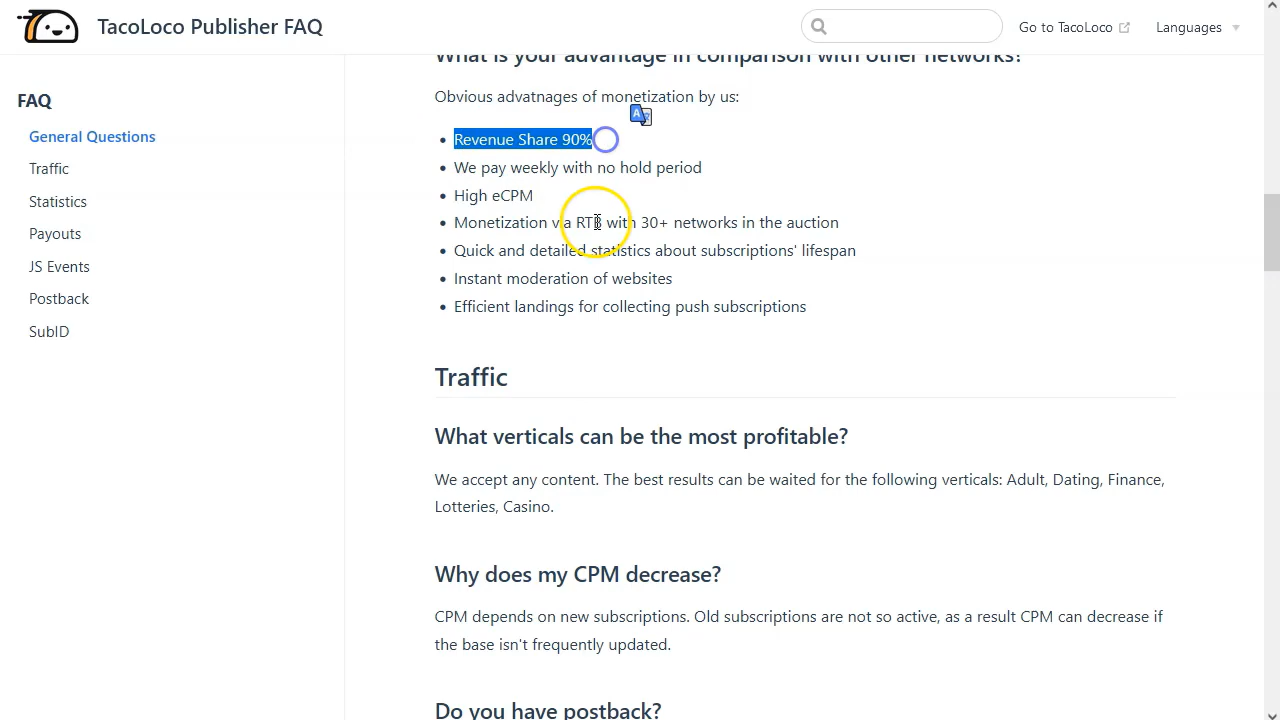 TacoLoco Publisher FAQ
Go to TacoLoco
Languages
FAQ
General Questions
Traffic
Statistics
Payouts
JS Events
Postback
SubID
What is your advantage in comparison with other networks?
Obvious advatnages of monetization by us:
Revenue Share 90%
We pay weekly with no hold period
High eCPM
Monetization via RTB with 30+ networks in the auction
Quick and detailed statistics about subscriptions' lifespan
Instant moderation of websites
Efficient landings for collecting push subscriptions
Traffic
What verticals can be the most profitable?
We accept any content. The best results can be waited for the following verticals: Adult, Dating, Finance,
Lotteries, Casino.
Why does my CPM decrease?
CPM depends on new subscriptions. Old subscriptions are not so active, as a result CPM can decrease if
the base isn't frequently updated.
Do you have postback?